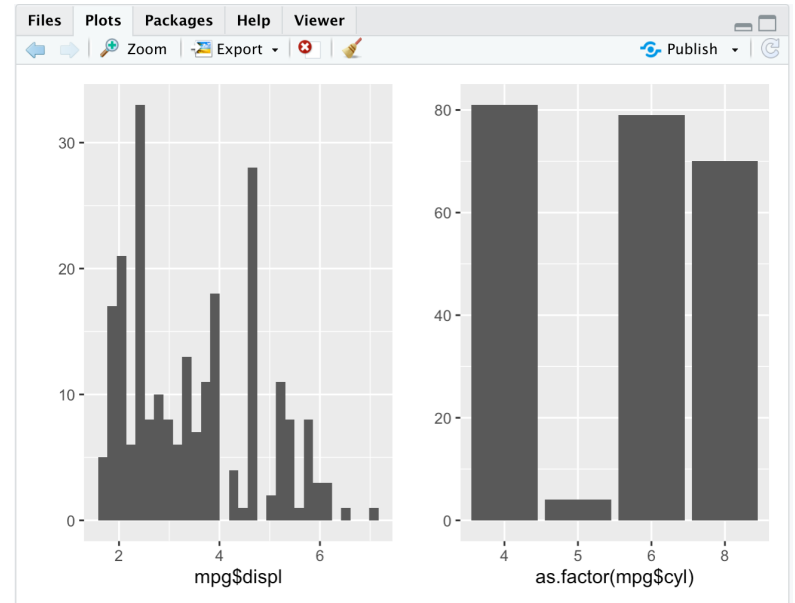 Files Plots Packages Help Viewer
Zoom Export Publish
30
20
10
0
2 4 6
mpg$displ
80
60
40
20
0
4 5 6 8
as.factor(mpg$cyl)